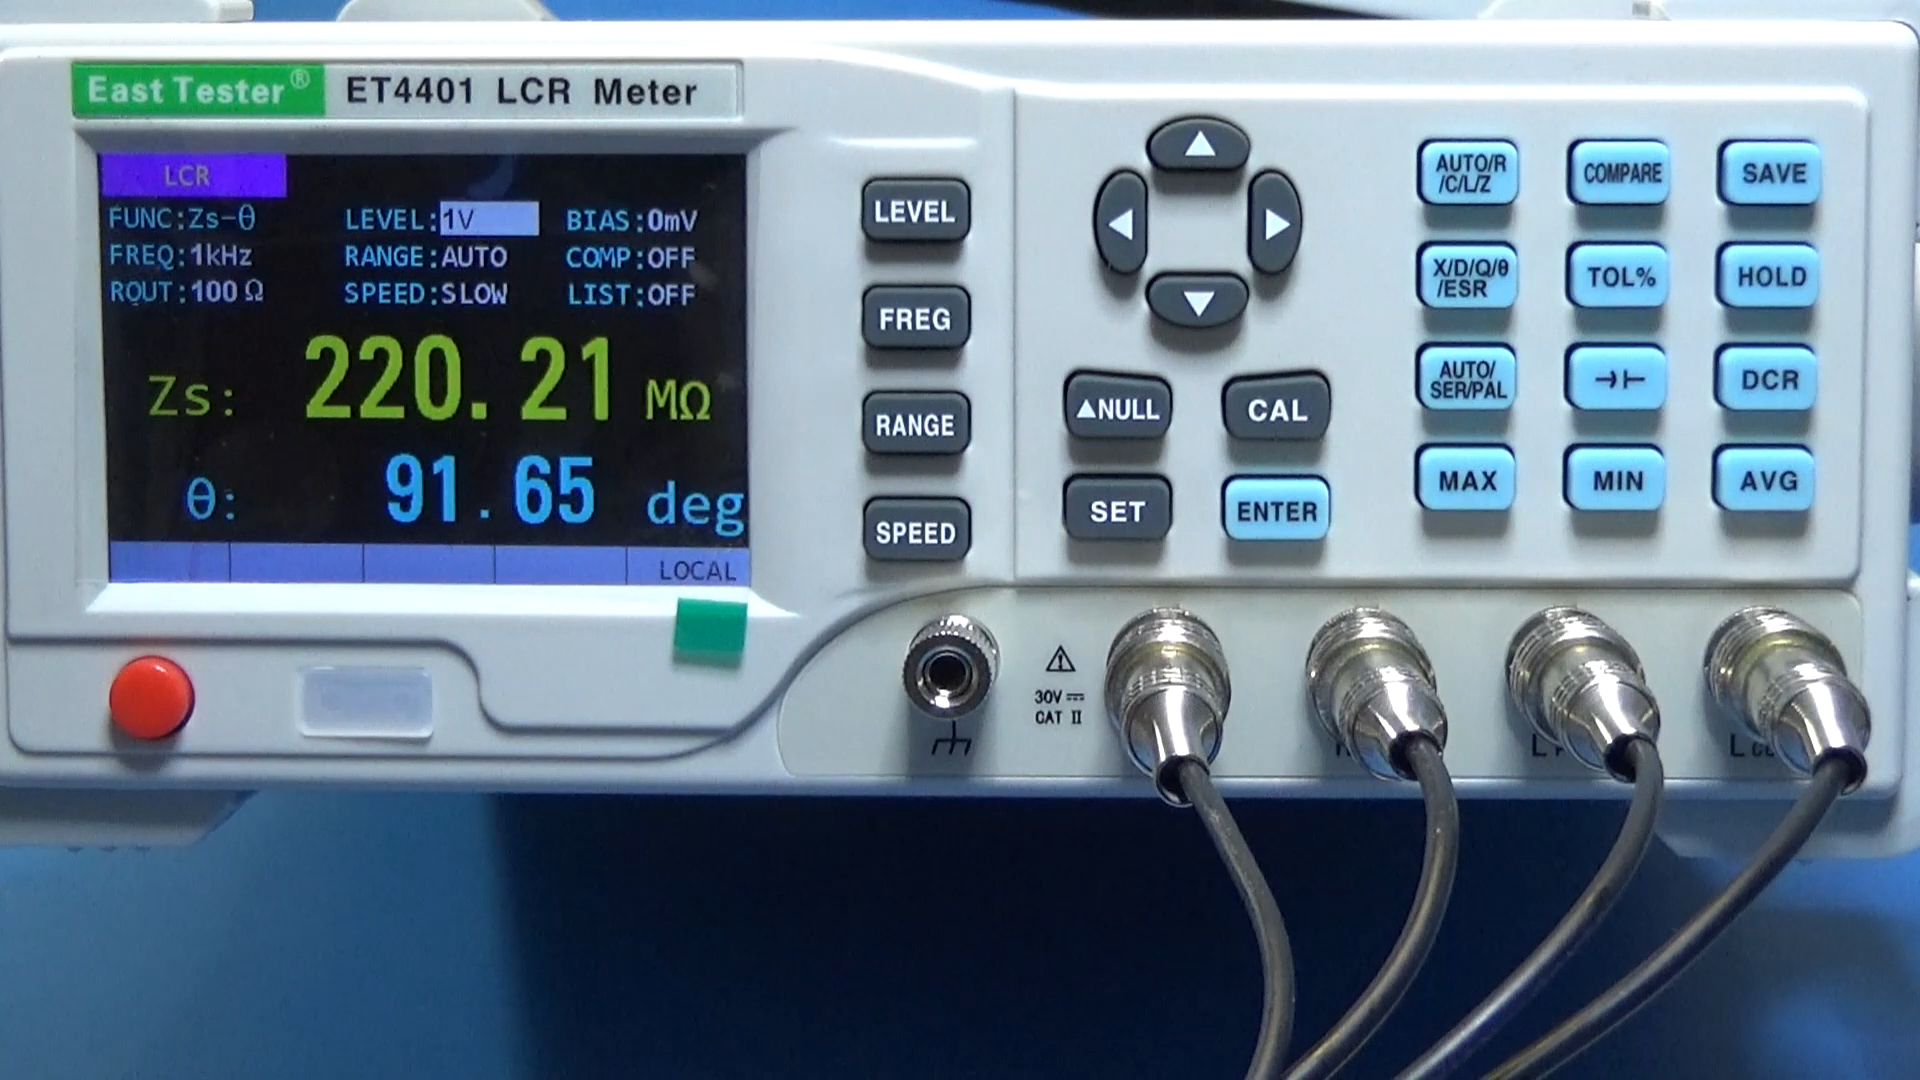 East Tester® ET4401 LCR Meter
LCR
FUNC:Zs-θ LEVEL:1V BIAS:0mV
FREQ:1kHz RANGE:AUTO COMP:OFF
ROUT:100 Ω SPEED:SLOW LIST:OFF
Zs: 220.21 MΩ
θ: 91.65 deg
LOCAL
LEVEL
FREG
RANGE
SPEED
▲
◀ ▶
▼
▲NULL CAL
SET ENTER
AUTO/R
/C/L/Z
COMPARE
SAVE
X/D/Q/θ
/ESR
TOL%
HOLD
AUTO/
SER/PAL
DCR
MAX
MIN
AVG
30V
CAT II